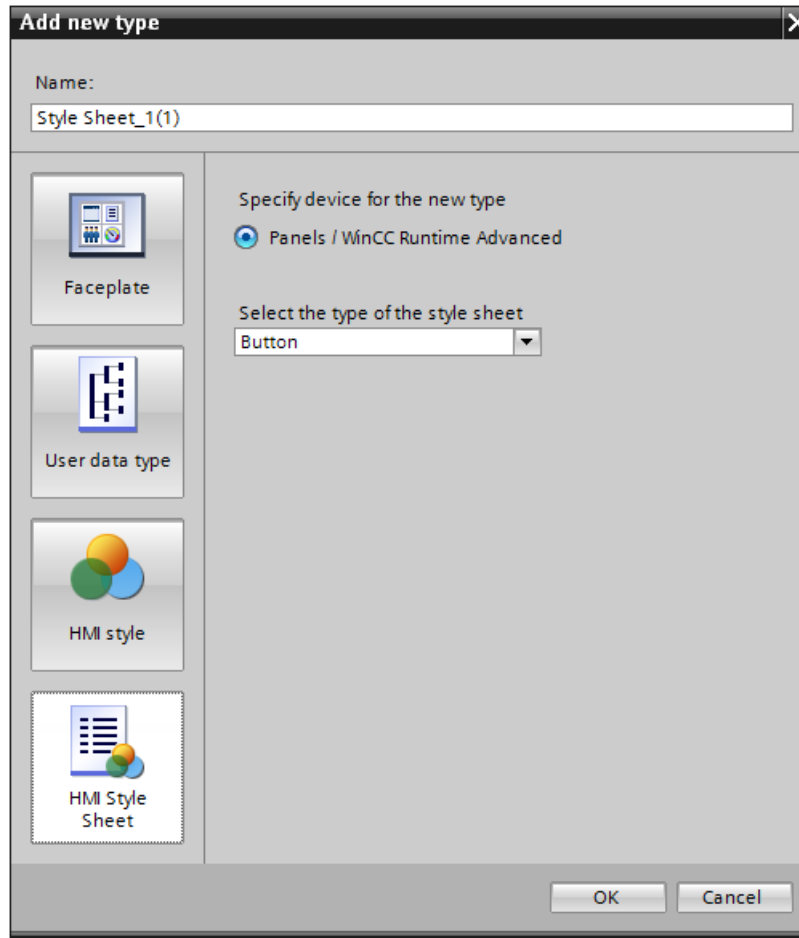 Add new type
Name:
Style Sheet_1(1)
Faceplate
User data type
HMI style
HMI Style
Sheet
Specify device for the new type
Panels / WinCC Runtime Advanced
Select the type of the style sheet
Button
OK
Cancel